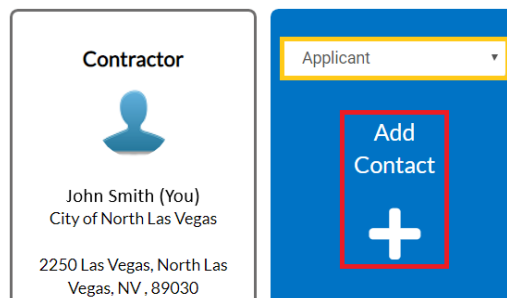 Contractor
John Smith (You)
City of North Las Vegas
2250 Las Vegas, North Las
Vegas, NV , 89030
Applicant
Add
Contact